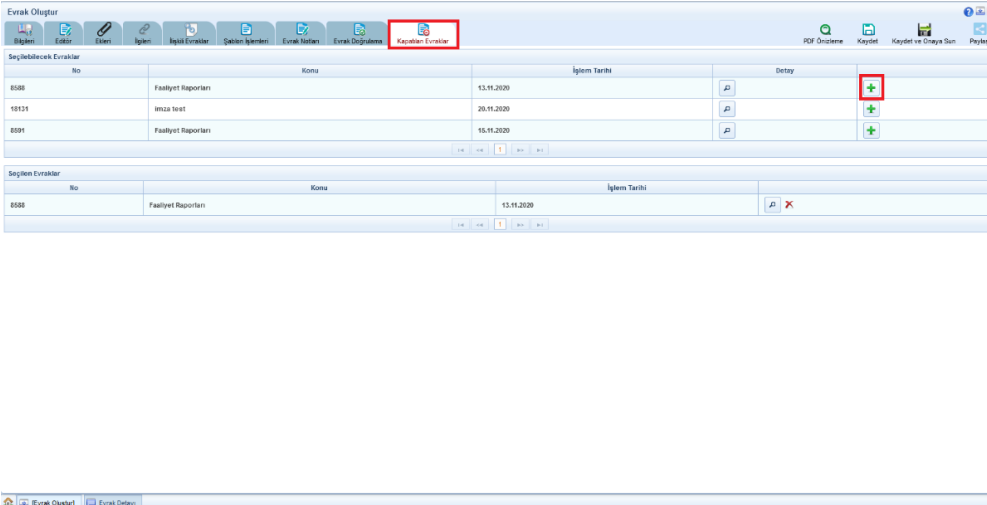 Evrak Oluştur
Bilgileri Editör Ekleri İlgileri İlişkili Evraklar Şablon İşlemleri Evrak Notları Evrak Doğrulama Kapatılan Evraklar PDF Önizleme Kaydet Kaydet ve Onaya Sun Paylaş
Seçilebilecek Evraklar
No Konu İşlem Tarihi Detay
8588 Faaliyet Raporları 13.11.2020
18131 imza test 20.11.2020
8591 Faaliyet Raporları 15.11.2020
1
Seçilen Evraklar
No Konu İşlem Tarihi
8588 Faaliyet Raporları 13.11.2020
1
[Evrak Oluştur] Evrak Detayı